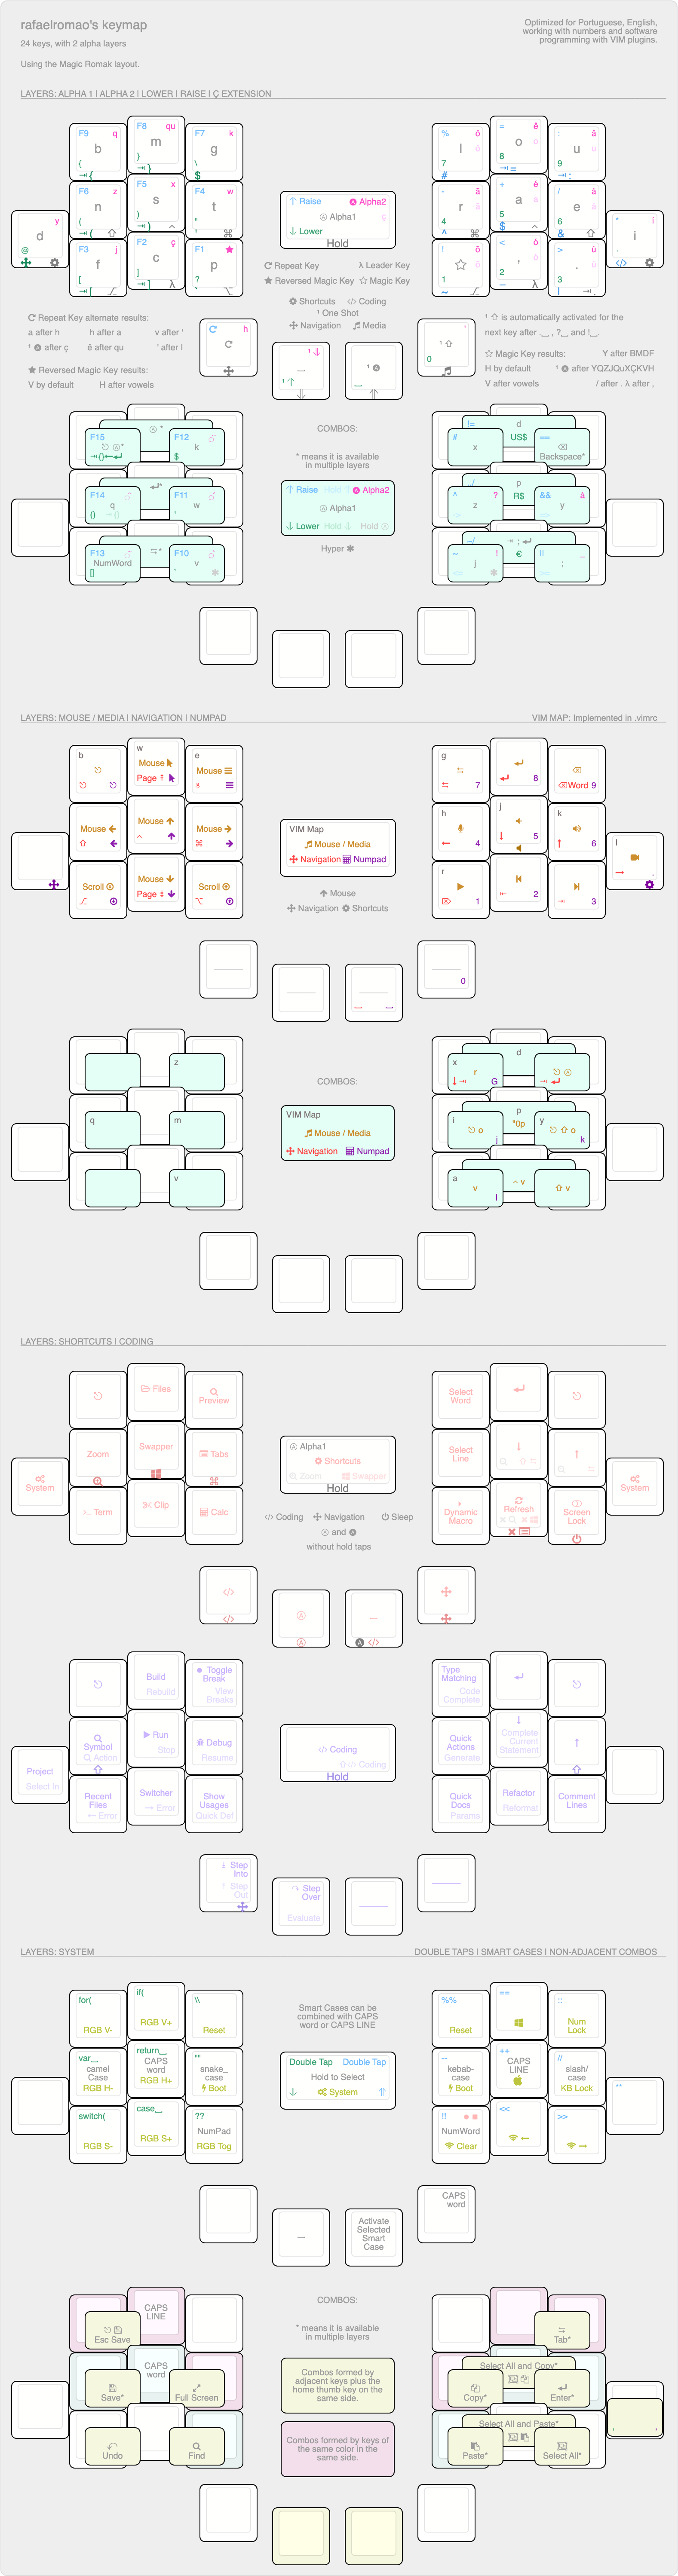 rafaelromao's keymap
24 keys, with 2 alpha layers
Using the Magic Romak layout.
Optimized for Portuguese, English,
working with numbers and software
programming with VIM plugins.
LAYERS: ALPHA 1 | ALPHA 2 | LOWER | RAISE | Ç EXTENSION
F9 q
b
{
F8 qu
m
)
F7 k
g
\
$
% ô
l
7
#
= ê
o
8
: â
u
9
F6 z
n
(
F5 x
s
)
F4 w
t
"
'
- ã
r
4
^
+ é
a
5
$
/ á
e
6
&
y
d
@
* i
i
F3 j
f
[
F2 ç
c
]
λ
F1
p
?
!
1
~
< ò
,
2
> ú
.
3
Raise Alpha2
Alpha1 ç
Lower
Hold
Repeat Key λ Leader Key
Reversed Magic Key Magic Key
Shortcuts </> Coding
¹ One Shot
Navigation Media
Repeat Key alternate results:
a after h h after a v after '
ê after qu ' after l
after ç
Reversed Magic Key results:
V by default H after vowels
h
0
is automatically activated for the
next key after
Magic Key results: Y after BMDF
H by default after YQZJQuXÇKVH
V after vowels / after . λ after ,
COMBOS:
* means it is available
in multiple layers
Raise Hold Alpha2
Alpha1
Lower Hold Hold
Hyper
F15
F12
k
$
F14
q
()
F11
w
,
F13
NumWord
[]
F10
v
.
!=
d
US$
#
x
==
Backspace*
p
R$
^ ?
z
&& à
y
€
!
j
||
;
LAYERS: MOUSE / MEDIA | NAVIGATION | NUMPAD
VIM MAP: Implemented in .vimrc
b
w
Mouse
Page
e
Mouse
g
7
8
Word 9
Mouse
Mouse
Mouse
h
4
j
5
k
6
l
.
Scroll
Mouse
Page
Scroll
r
1
2
3
VIM Map
Mouse / Media
Navigation Numpad
Mouse
Navigation Shortcuts
0
COMBOS:
VIM Map
Mouse / Media
Navigation Numpad
z
q
m
v
d
x
r
G
p
"0p
i
o
j
y
o
k
a
v
l
v
v
LAYERS: SHORTCUTS | CODING
Files
Preview
Zoom
Swapper
Tabs
System
Term
Clip
Calc
Alpha1
Shortcuts
Zoom Swapper
Hold
</> Coding Navigation Sleep
and
without hold taps
Select
Word
Select
Line
System
Dynamic
Macro
Refresh
Screen
Lock
</>
</>
</>
Build
Rebuild
Toggle
Break
View
Breaks
Symbol
Action
Run
Stop
Debug
Resume
Project
Select In
Recent
Files
Error
Switcher
Error
Show
Usages
Quick Def
</> Coding
</> Coding
Hold
Type
Matching
Code
Complete
Quick
Actions
Generate
Complete
Current
Statement
Quick
Docs
Params
Refactor
Reformat
Comment
Lines
Step
Into
Step
Out
Step
Over
Evaluate
LAYERS: SYSTEM
DOUBLE TAPS | SMART CASES | NON-ADJACENT COMBOS
for(
RGB V-
if(
RGB V+
\\
Reset
var_
camel
Case
RGB H-
return_
CAPS
word
RGB H+
""
snake_
case
Boot
switch(
RGB S-
case_
RGB S+
??
NumPad
RGB Tog
Smart Cases can be
combined with CAPS
word or CAPS LINE
Double Tap Double Tap
Hold to Select
System
%%
Reset
==
::
Num
Lock
--
kebab-
case
Boot
++
CAPS
LINE
//
slash/
case
KB Lock
**
!!
NumWord
Clear
<<
>>
Activate
Selected
Smart
Case
CAPS
word
CAPS
LINE
Esc Save
CAPS
word
Save*
Full Screen
Undo
Find
COMBOS:
* means it is available
in multiple layers
Combos formed by
adjacent keys plus the
home thumb key on the
same side.
Combos formed by keys of
the same color in the
same side.
Tab*
Select All and Copy*
Copy*
Enter*
Select All and Paste*
Paste*
Select All*